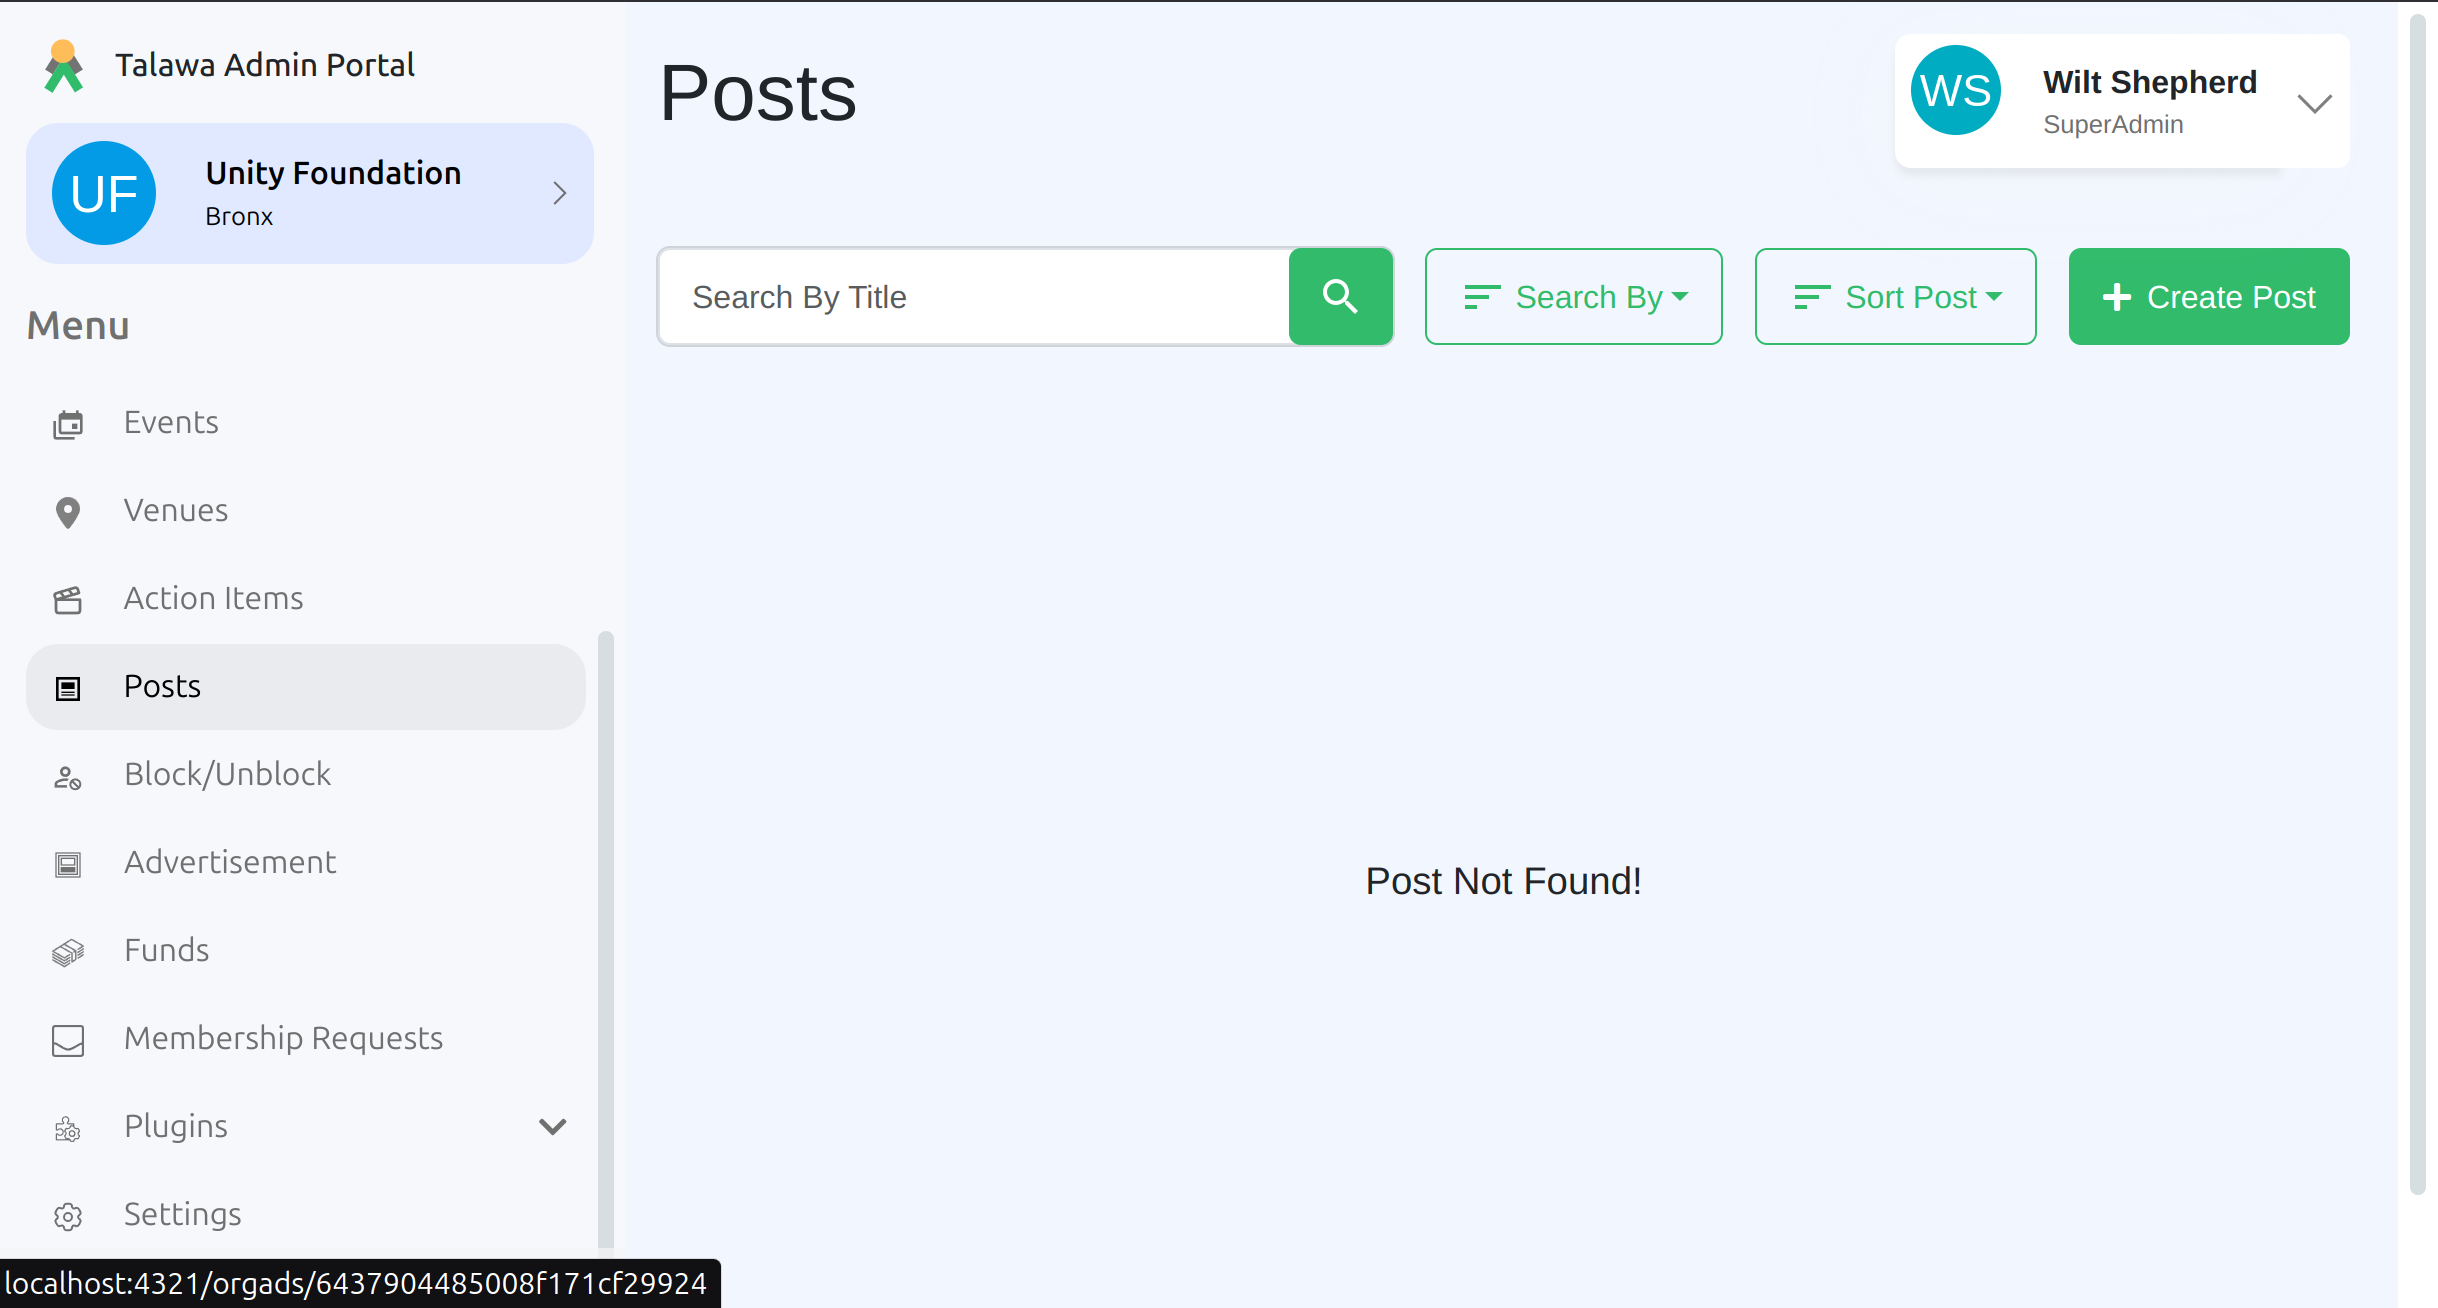 Talawa Admin Portal
UF
Unity Foundation
Bronx
Menu
Events
Venues
Action Items
Posts
Block/Unblock
Advertisement
Funds
Membership Requests
Plugins
Settings
localhost:4321/orgads/6437904485008f171cf29924
Posts
WS
Wilt Shepherd
SuperAdmin
Search By Title
Search By
Sort Post
Create Post
Post Not Found!